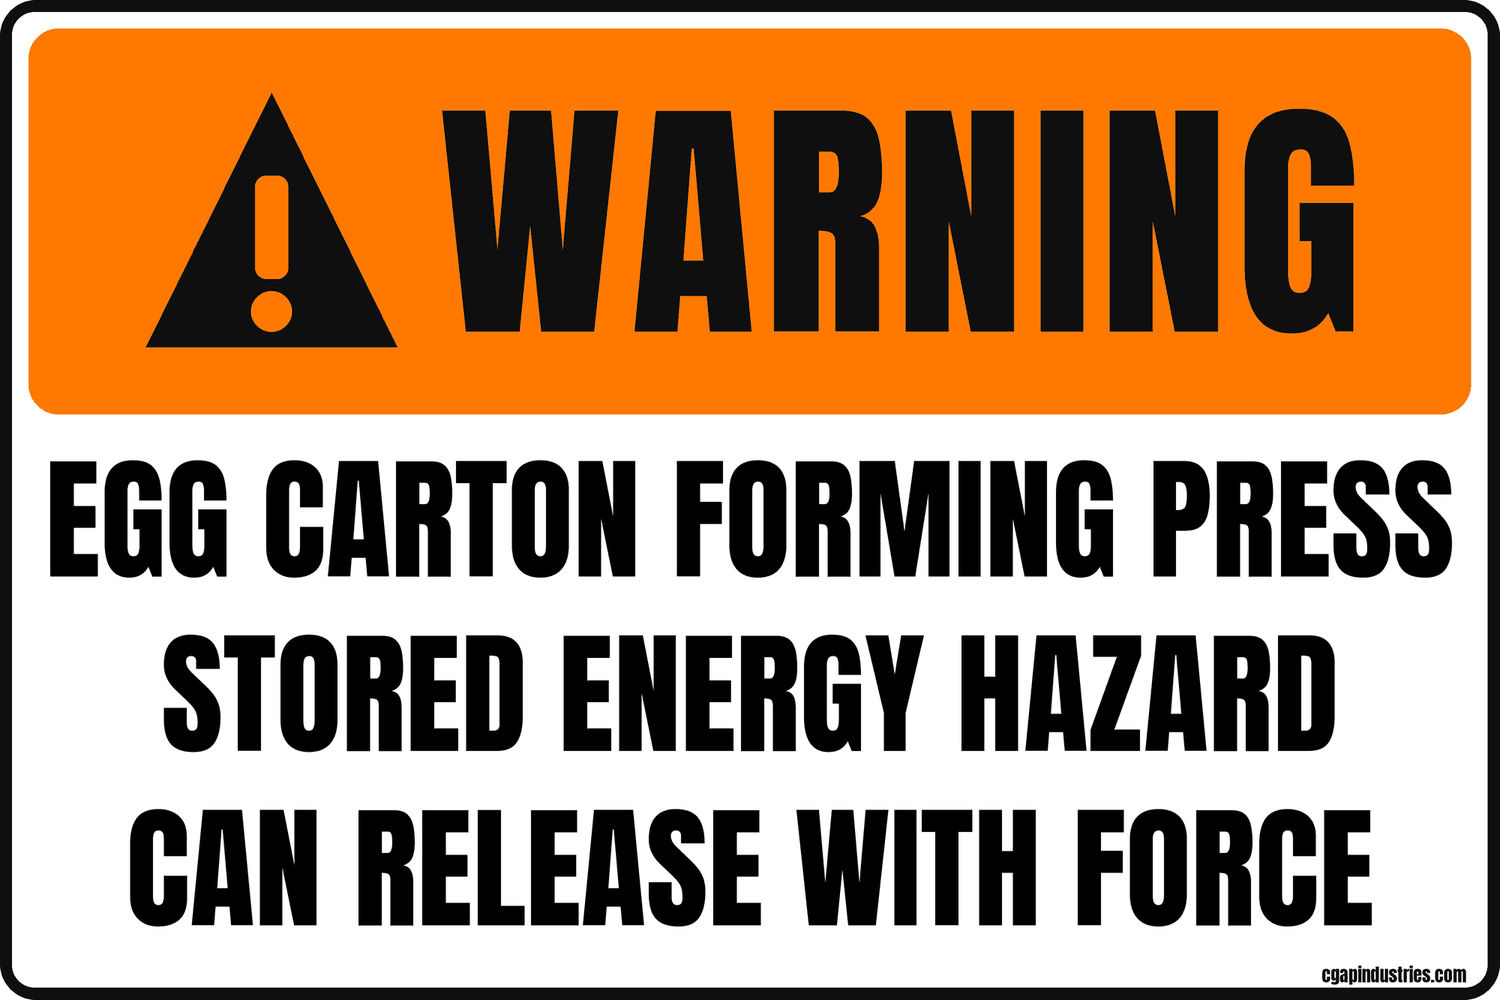 WARNING
EGG CARTON FORMING PRESS
STORED ENERGY HAZARD
CAN RELEASE WITH FORCE
cgapindustries.com